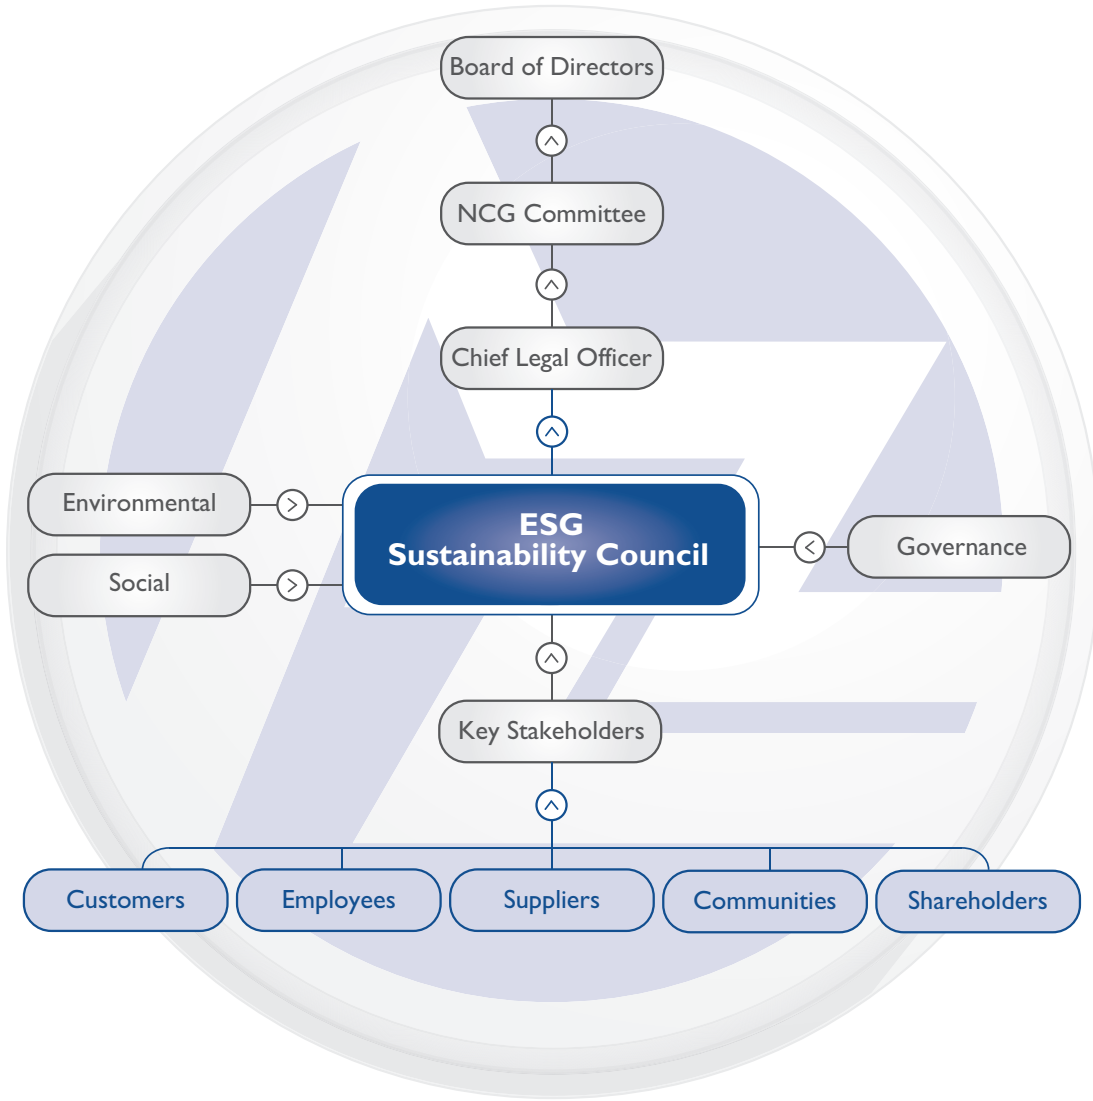 Board of Directors
NCG Committee
Chief Legal Officer
Environmental
Social
ESG
Sustainability Council
Governance
Key Stakeholders
Customers
Employees
Suppliers
Communities
Shareholders